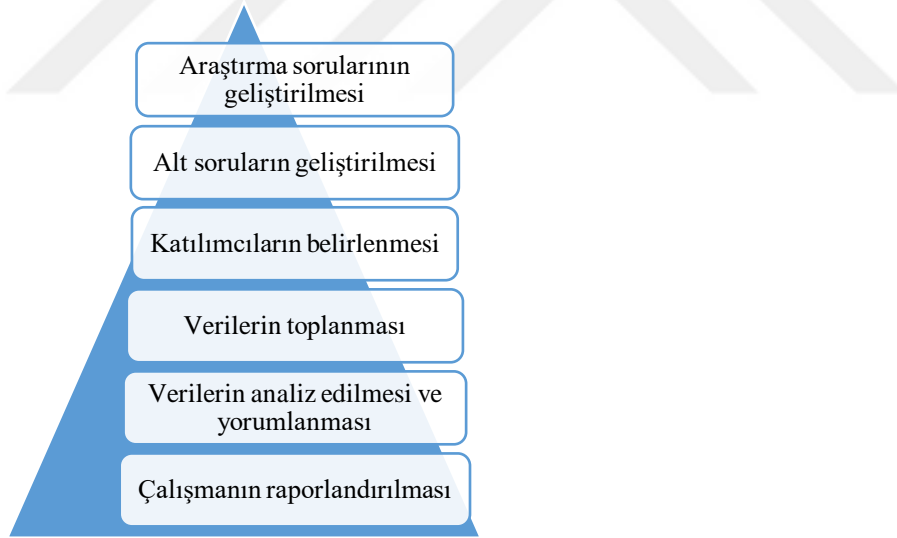 Araştırma sorularının
geliştirilmesi
Alt soruların geliştirilmesi
Katılımcıların belirlenmesi
Verilerin toplanması
Verilerin analiz edilmesi ve
yorumlanması
Çalışmanın raporlandırılması